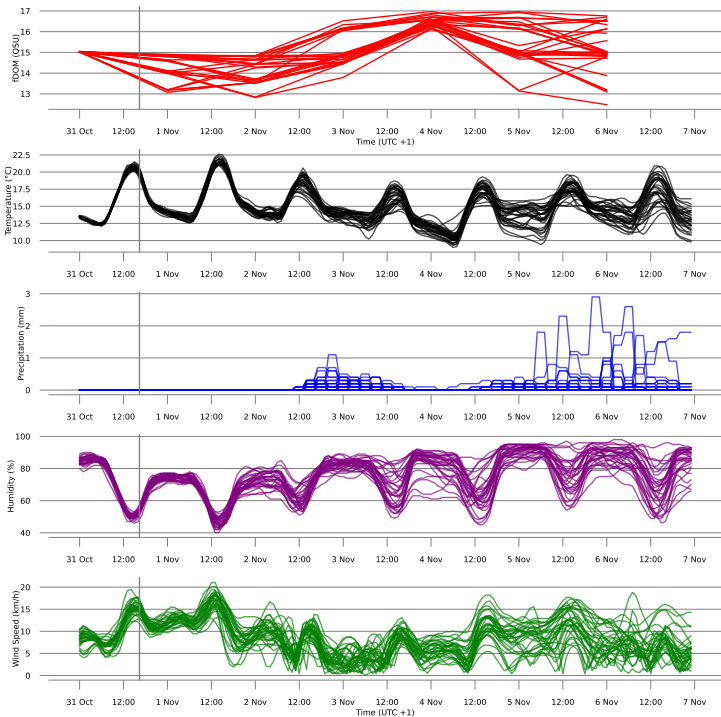 17
16
15
14
13
fDOM (QSU)
31 Oct 12:00 1 Nov 12:00 2 Nov 12:00 3 Nov 12:00 4 Nov 12:00 5 Nov 12:00 6 Nov 12:00 7 Nov
Time (UTC +1)
22.5
20.0
17.5
15.0
12.5
10.0
Temperature (°C)
31 Oct 12:00 1 Nov 12:00 2 Nov 12:00 3 Nov 12:00 4 Nov 12:00 5 Nov 12:00 6 Nov 12:00 7 Nov
3
2
1
0
Precipitation (mm)
31 Oct 12:00 1 Nov 12:00 2 Nov 12:00 3 Nov 12:00 4 Nov 12:00 5 Nov 12:00 6 Nov 12:00 7 Nov
100
80
60
40
Humidity (%)
31 Oct 12:00 1 Nov 12:00 2 Nov 12:00 3 Nov 12:00 4 Nov 12:00 5 Nov 12:00 6 Nov 12:00 7 Nov
20
15
10
5
0
Wind Speed (km/h)
31 Oct 12:00 1 Nov 12:00 2 Nov 12:00 3 Nov 12:00 4 Nov 12:00 5 Nov 12:00 6 Nov 12:00 7 Nov
Time (UTC +1)